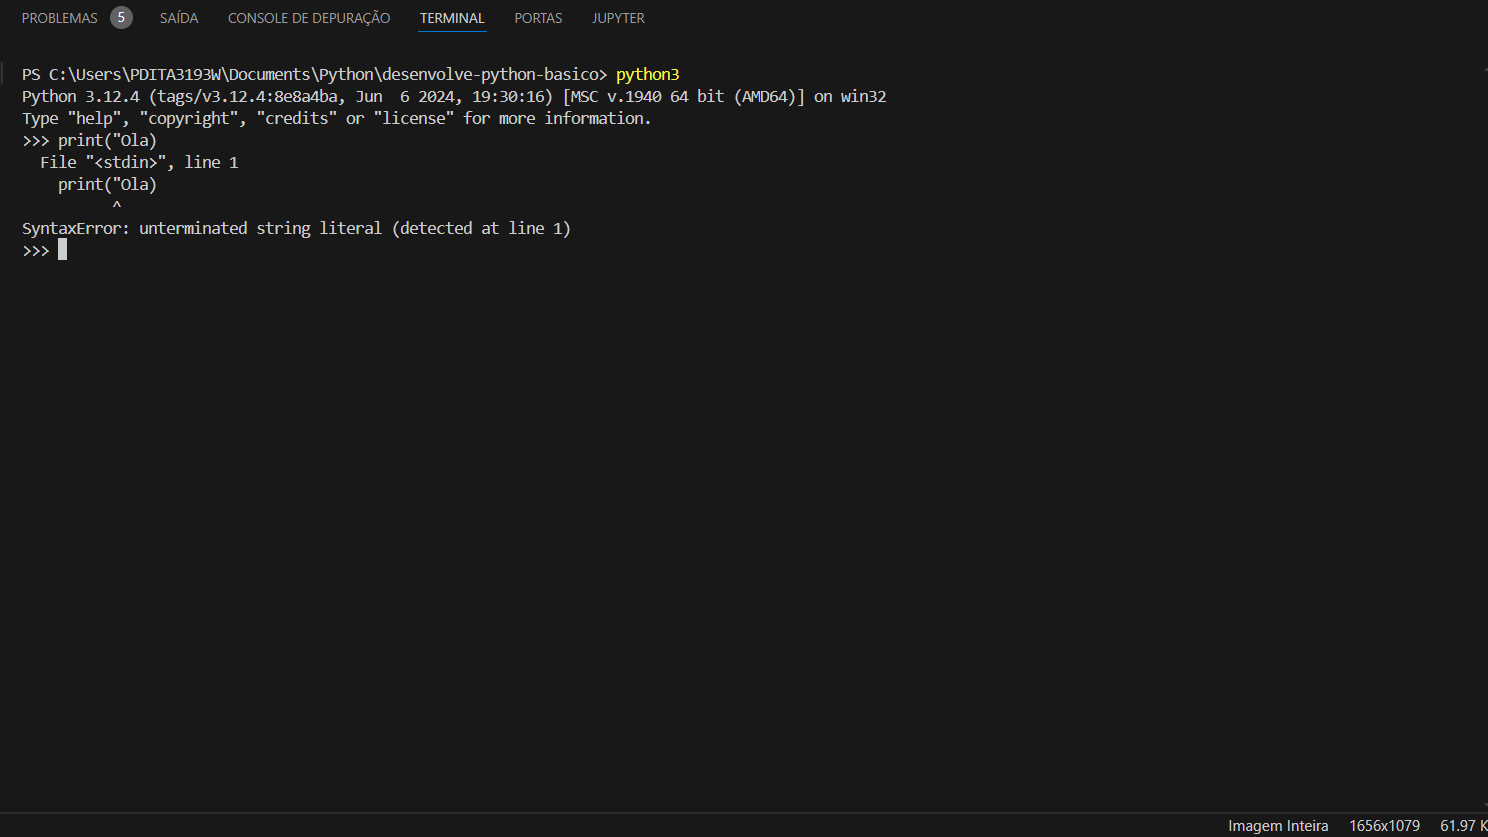 PROBLEMAS 5 SAÍDA CONSOLE DE DEPURAÇÃO TERMINAL PORTAS JUPYTER
PS C:\Users\PDITA3193W\Documents\Python\desenvolve-python-basico> python3
Python 3.12.4 (tags/v3.12.4:8e8a4ba, Jun  6 2024, 19:30:16) [MSC v.1940 64 bit (AMD64)] on win32
Type "help", "copyright", "credits" or "license" for more information.
>>> print("Ola)
  File "<stdin>", line 1
    print("Ola)
          ^
SyntaxError: unterminated string literal (detected at line 1)
>>>
Imagem Inteira 1656x1079 61.97 K